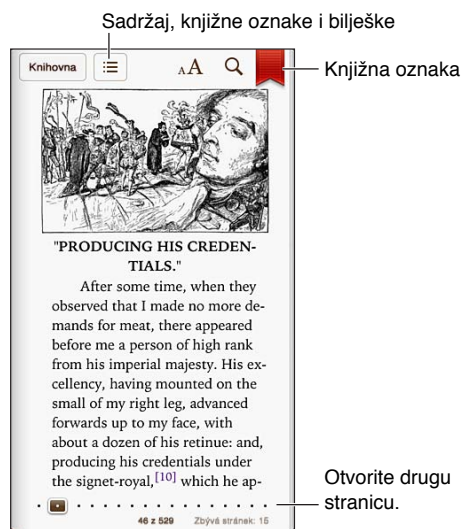 Sadržaj, knjižne oznake i bilješke
Knihovna
AA
Knjižna oznaka
"PRODUCING HIS CREDEN-
TIALS."
After some time, when they
observed that I made no more de-
mands for meat, there appeared
before me a person of high rank
from his imperial majesty. His ex-
cellency, having mounted on the
small of my right leg, advanced
forwards up to my face, with
about a dozen of his retinue: and,
producing his credentials under
the signet-royal,[10] which he ap-
Otvorite drugu
stranicu.
46 z 529 Zbývá stránek: 15